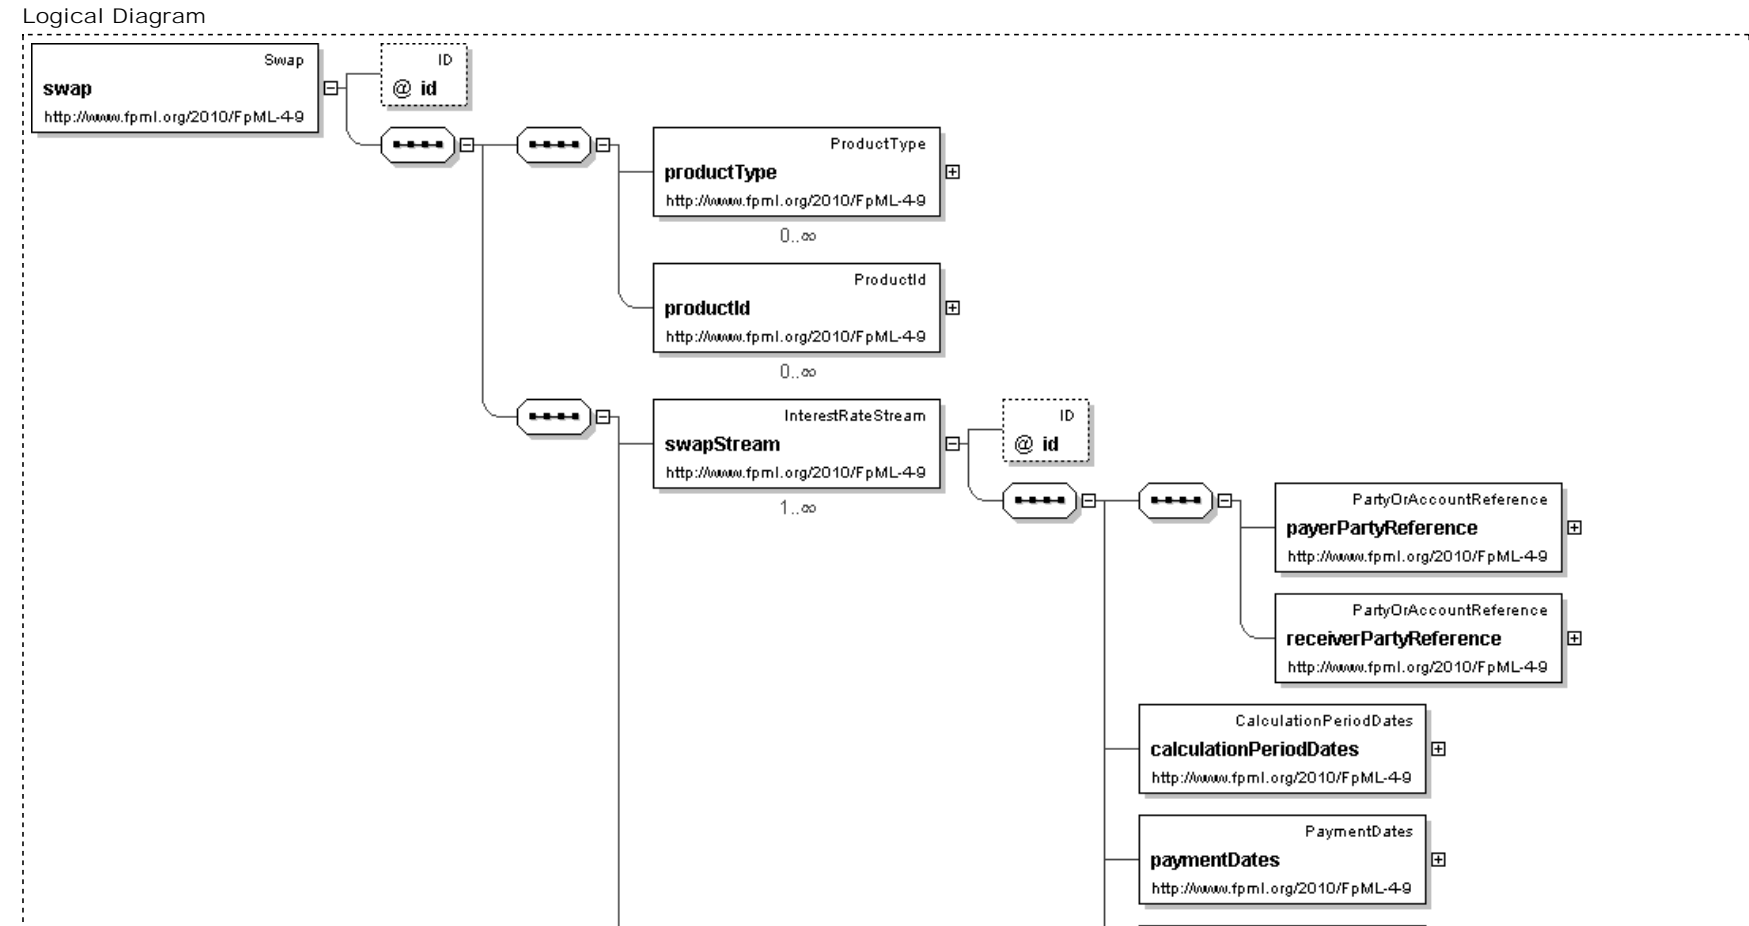 Logical Diagram
Swap
swap
http://www.fpml.org/2010/FpML-4-9
ID
@ id
ProductType
productType
http://www.fpml.org/2010/FpML-4-9
0..∞
ProductId
productId
http://www.fpml.org/2010/FpML-4-9
0..∞
InterestRateStream
swapStream
http://www.fpml.org/2010/FpML-4-9
1..∞
ID
@ id
PartyOrAccountReference
payerPartyReference
http://www.fpml.org/2010/FpML-4-9
PartyOrAccountReference
receiverPartyReference
http://www.fpml.org/2010/FpML-4-9
CalculationPeriodDates
calculationPeriodDates
http://www.fpml.org/2010/FpML-4-9
PaymentDates
paymentDates
http://www.fpml.org/2010/FpML-4-9